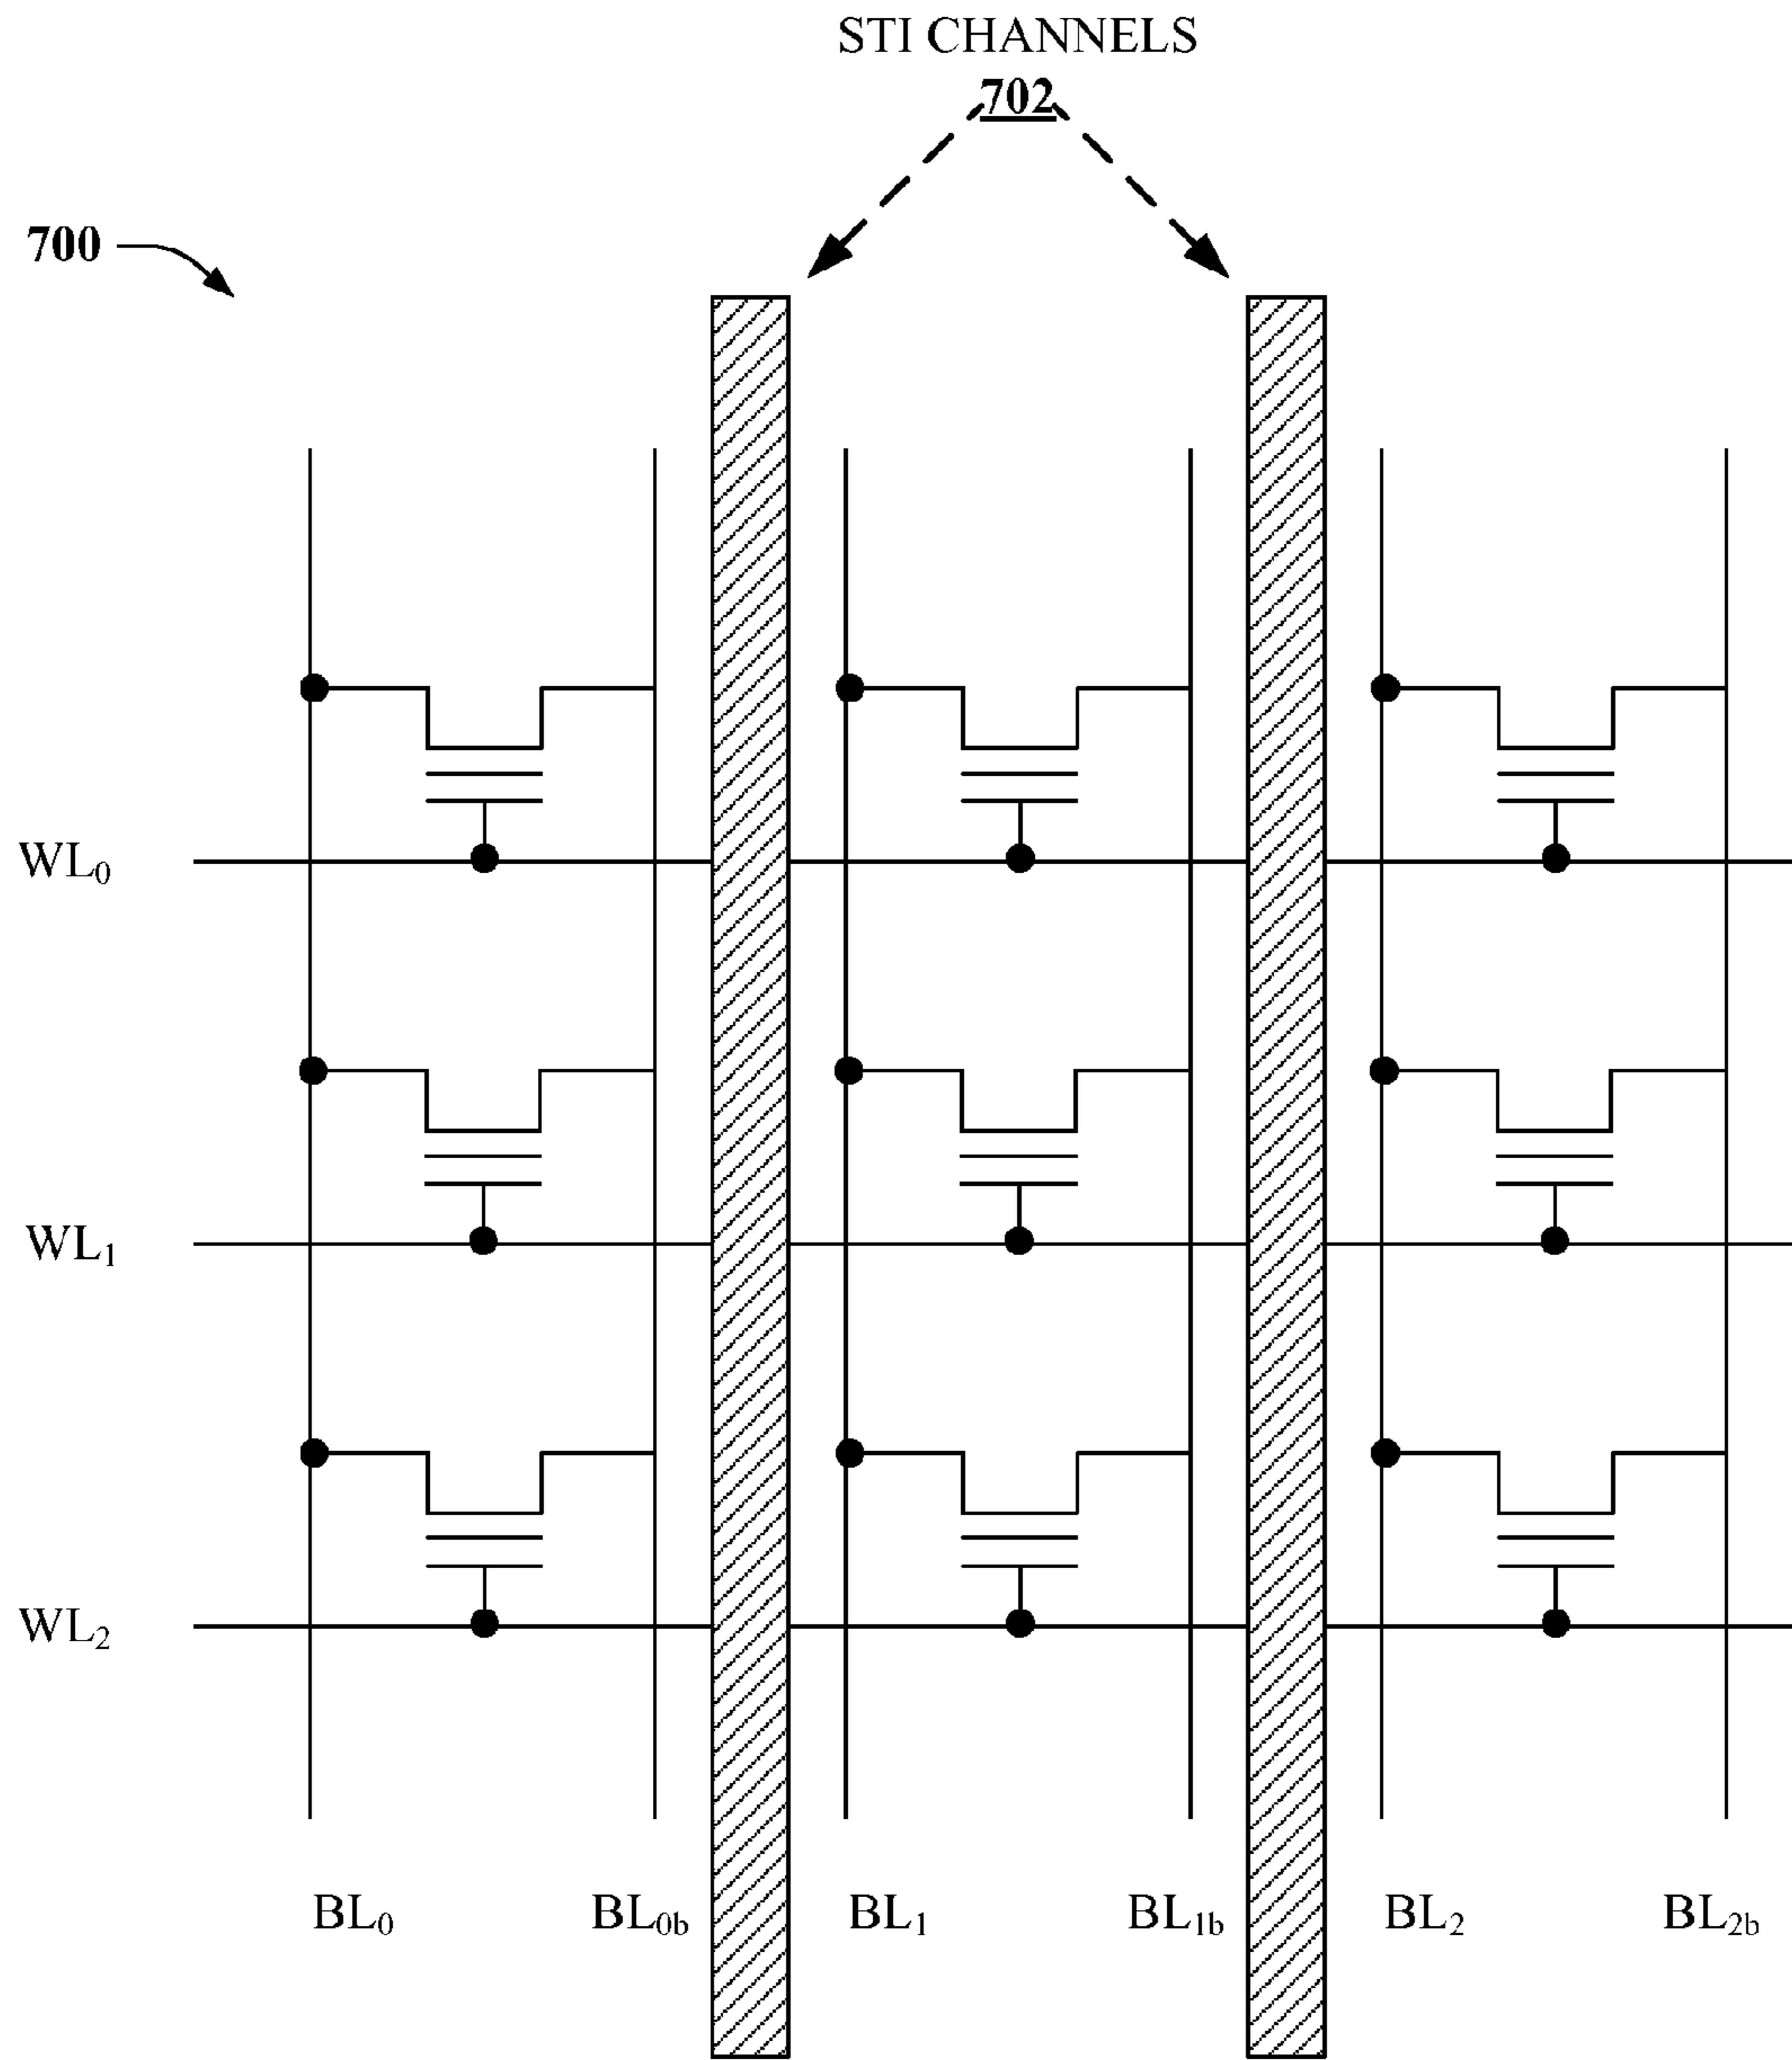 STI CHANNELS
702
700
WL0
WL1
WL2
BL0 BL0b BL1 BL1b BL2 BL2b